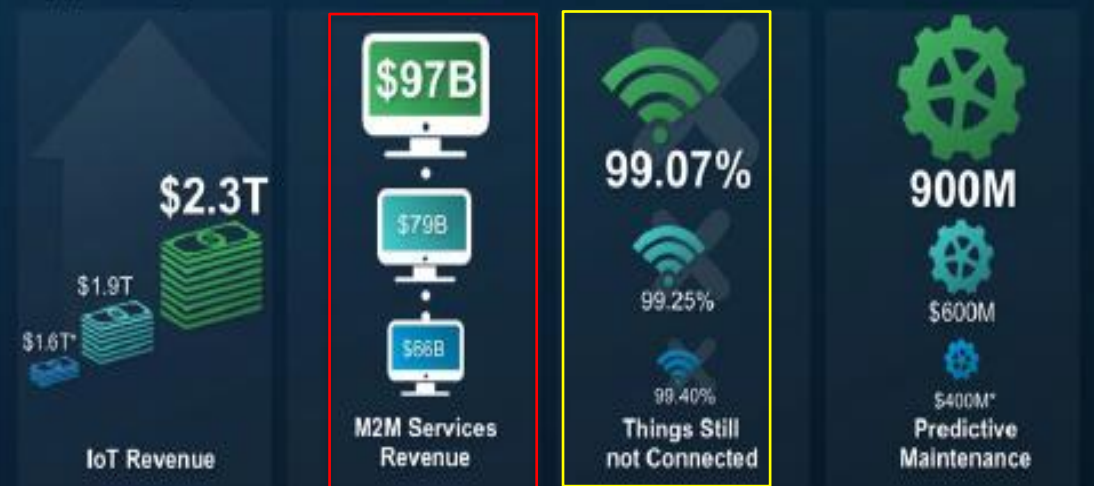 $2.3T
$1.9T
$1.6T*
IoT Revenue
$97B
$79B
$66B
M2M Services
Revenue
99.07%
99.25%
99.40%
Things Still
not Connected
900M
$600M
$400M*
Predictive
Maintenance